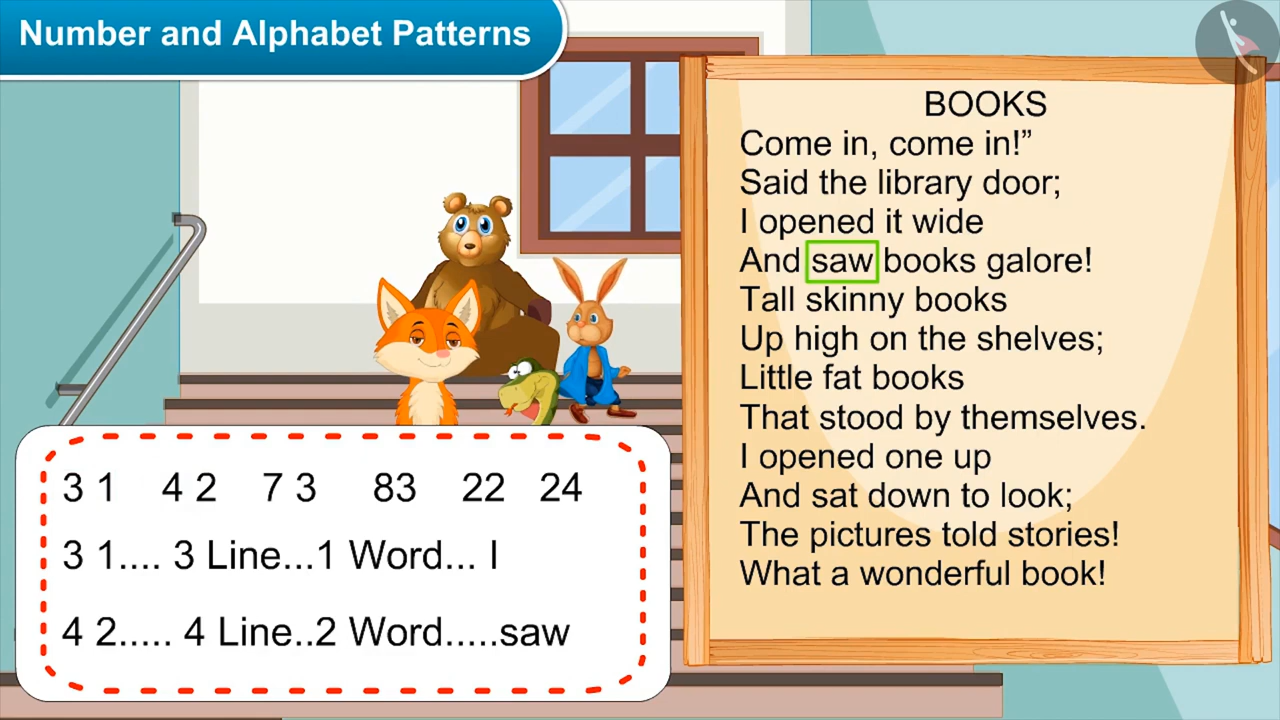 Number and Alphabet Patterns
BOOKS
Come in, come in!”
Said the library door;
I opened it wide
And saw books galore!
Tall skinny books
Up high on the shelves;
Little fat books
That stood by themselves.
I opened one up
And sat down to look;
The pictures told stories!
What a wonderful book!
3 1 4 2 7 3 83 22 24
3 1.... 3 Line...1 Word... I
4 2..... 4 Line..2 Word.....saw